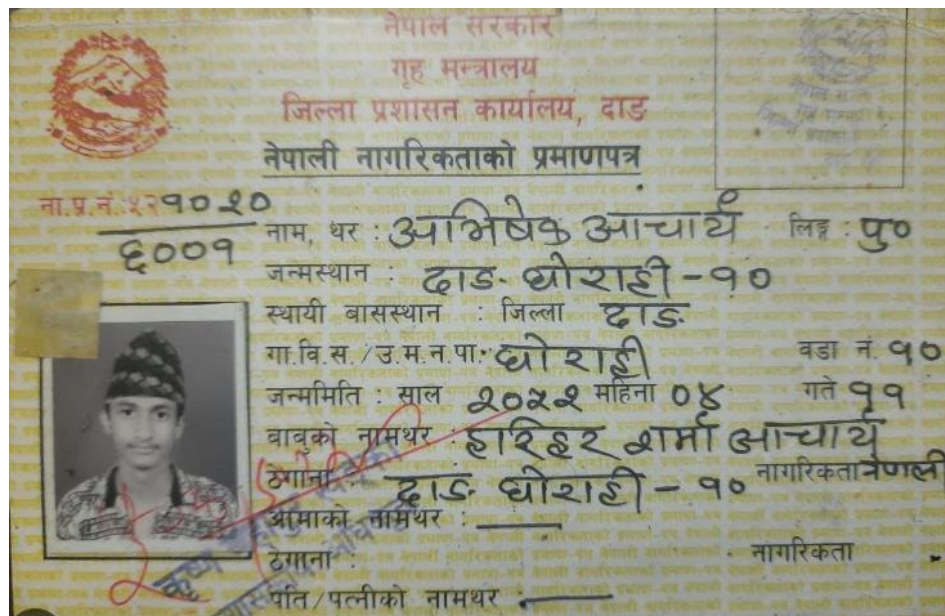 नेपाल सरकार
गृह मन्त्रालय
जिल्ला प्रशासन कार्यालय, दाङ
नेपाली नागरिकताको प्रमाणपत्र
ना.प्र.नं. ५२१०२०
६००१
नाम, थर : अभिषेक आचार्य लिङ्ग : पु०
जन्मस्थान : दाङ घोराही -१०
स्थायी बासस्थान : जिल्ला दाङ
गा.वि.स./उ.म.न.पा. घोराही वडा नं. १०
जन्ममिति : साल २०५२ महिना ०४ गते ११
बाबुको नामथर : हरिहर शर्मा आचार्य
ठेगाना : दाङ घोराही - १० नागरिकता
आमाको नामथर :
ठेगाना : नागरिकता
पति/पत्नीको नामथर :
कृष्ण